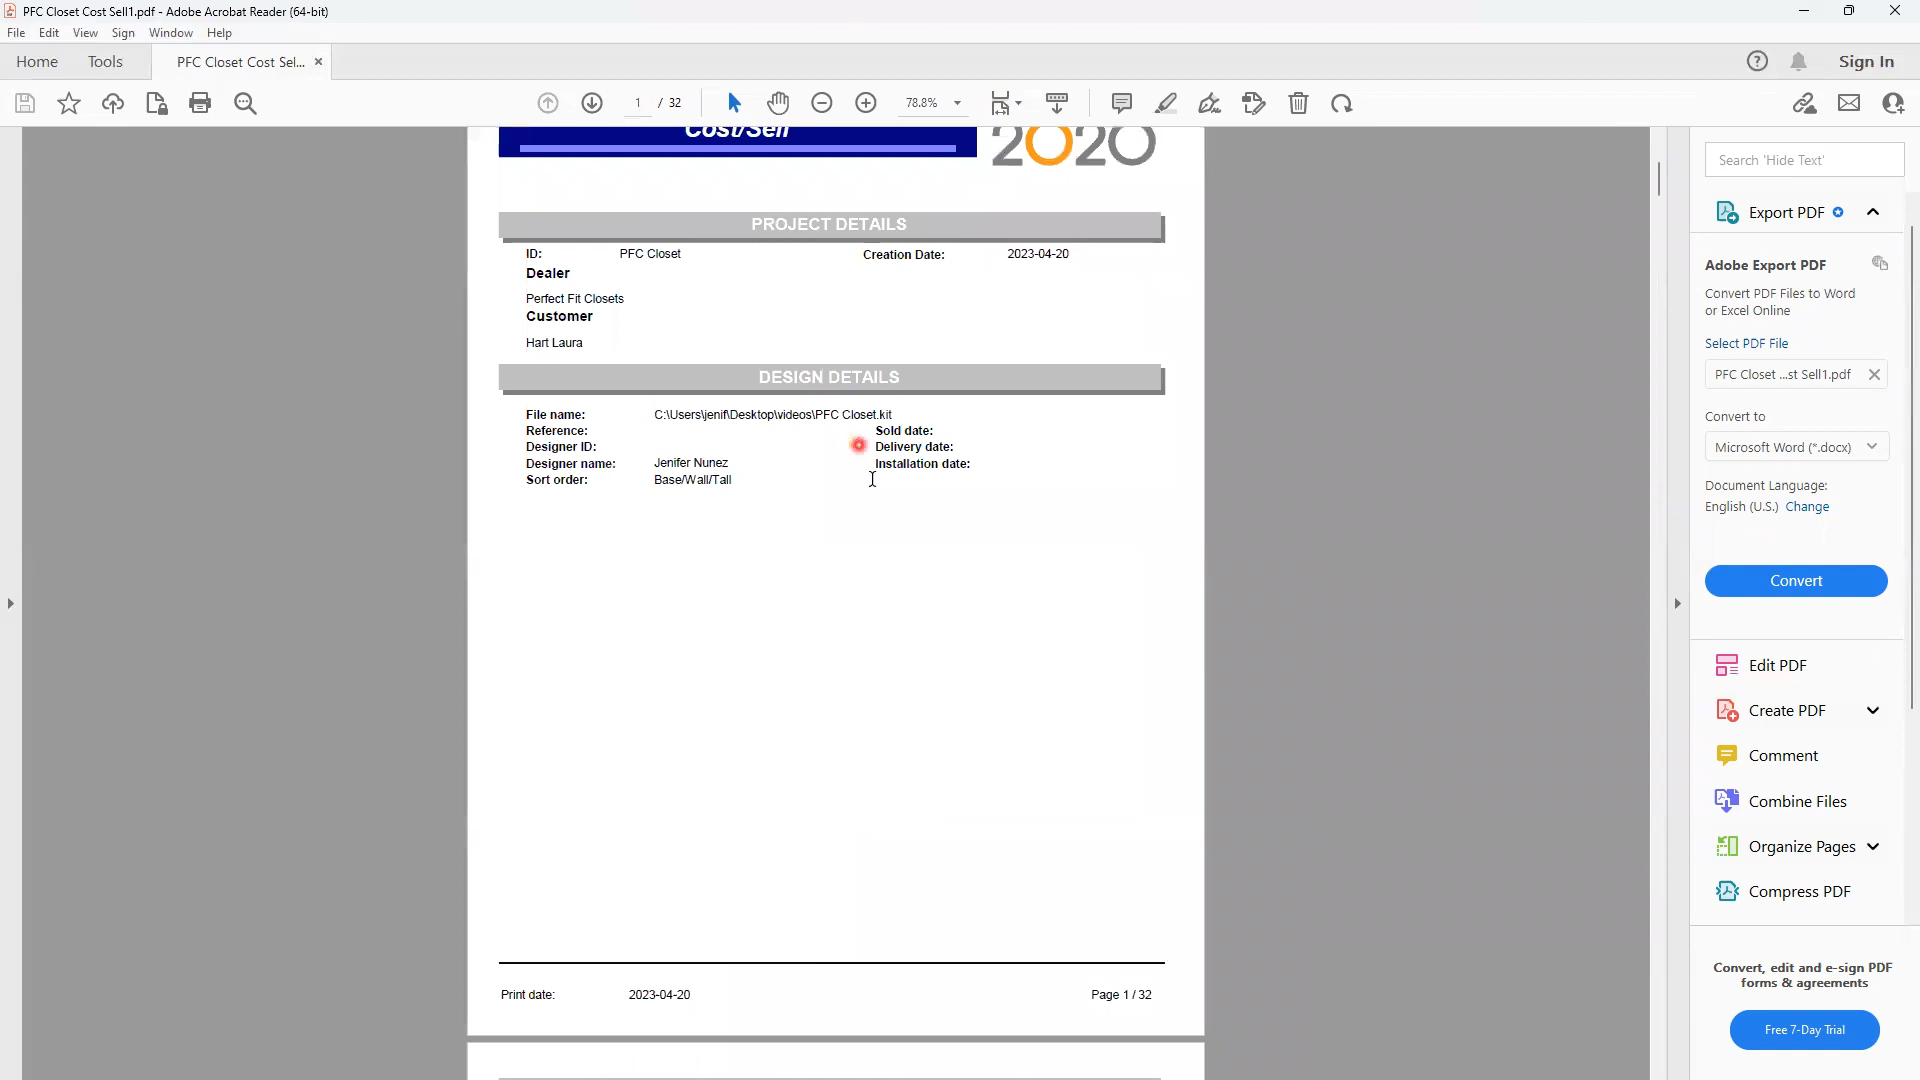 PFC Closet Cost Sell1.pdf - Adobe Acrobat Reader (64-bit)
File Edit View Sign Window Help
Home Tools PFC Closet Cost Sel... Sign In
1 / 32 78.8%
Cost/Sell 2020
PROJECT DETAILS
ID: PFC Closet Creation Date: 2023-04-20
Dealer
Perfect Fit Closets
Customer
Hart Laura
DESIGN DETAILS
File name: C:\Users\jenif\Desktop\videos\PFC Closet.kit
Reference: Sold date:
Designer ID: Delivery date:
Designer name: Jenifer Nunez Installation date:
Sort order: Base/Wall/Tall
Print date: 2023-04-20 Page 1 / 32
Search 'Hide Text'
Export PDF
Adobe Export PDF
Convert PDF Files to Word
or Excel Online
Select PDF File
PFC Closet ...st Sell1.pdf
Convert to
Microsoft Word (*.docx)
Document Language:
English (U.S.) Change
Convert
Edit PDF
Create PDF
Comment
Combine Files
Organize Pages
Compress PDF
Convert, edit and e-sign PDF
forms & agreements
Free 7-Day Trial